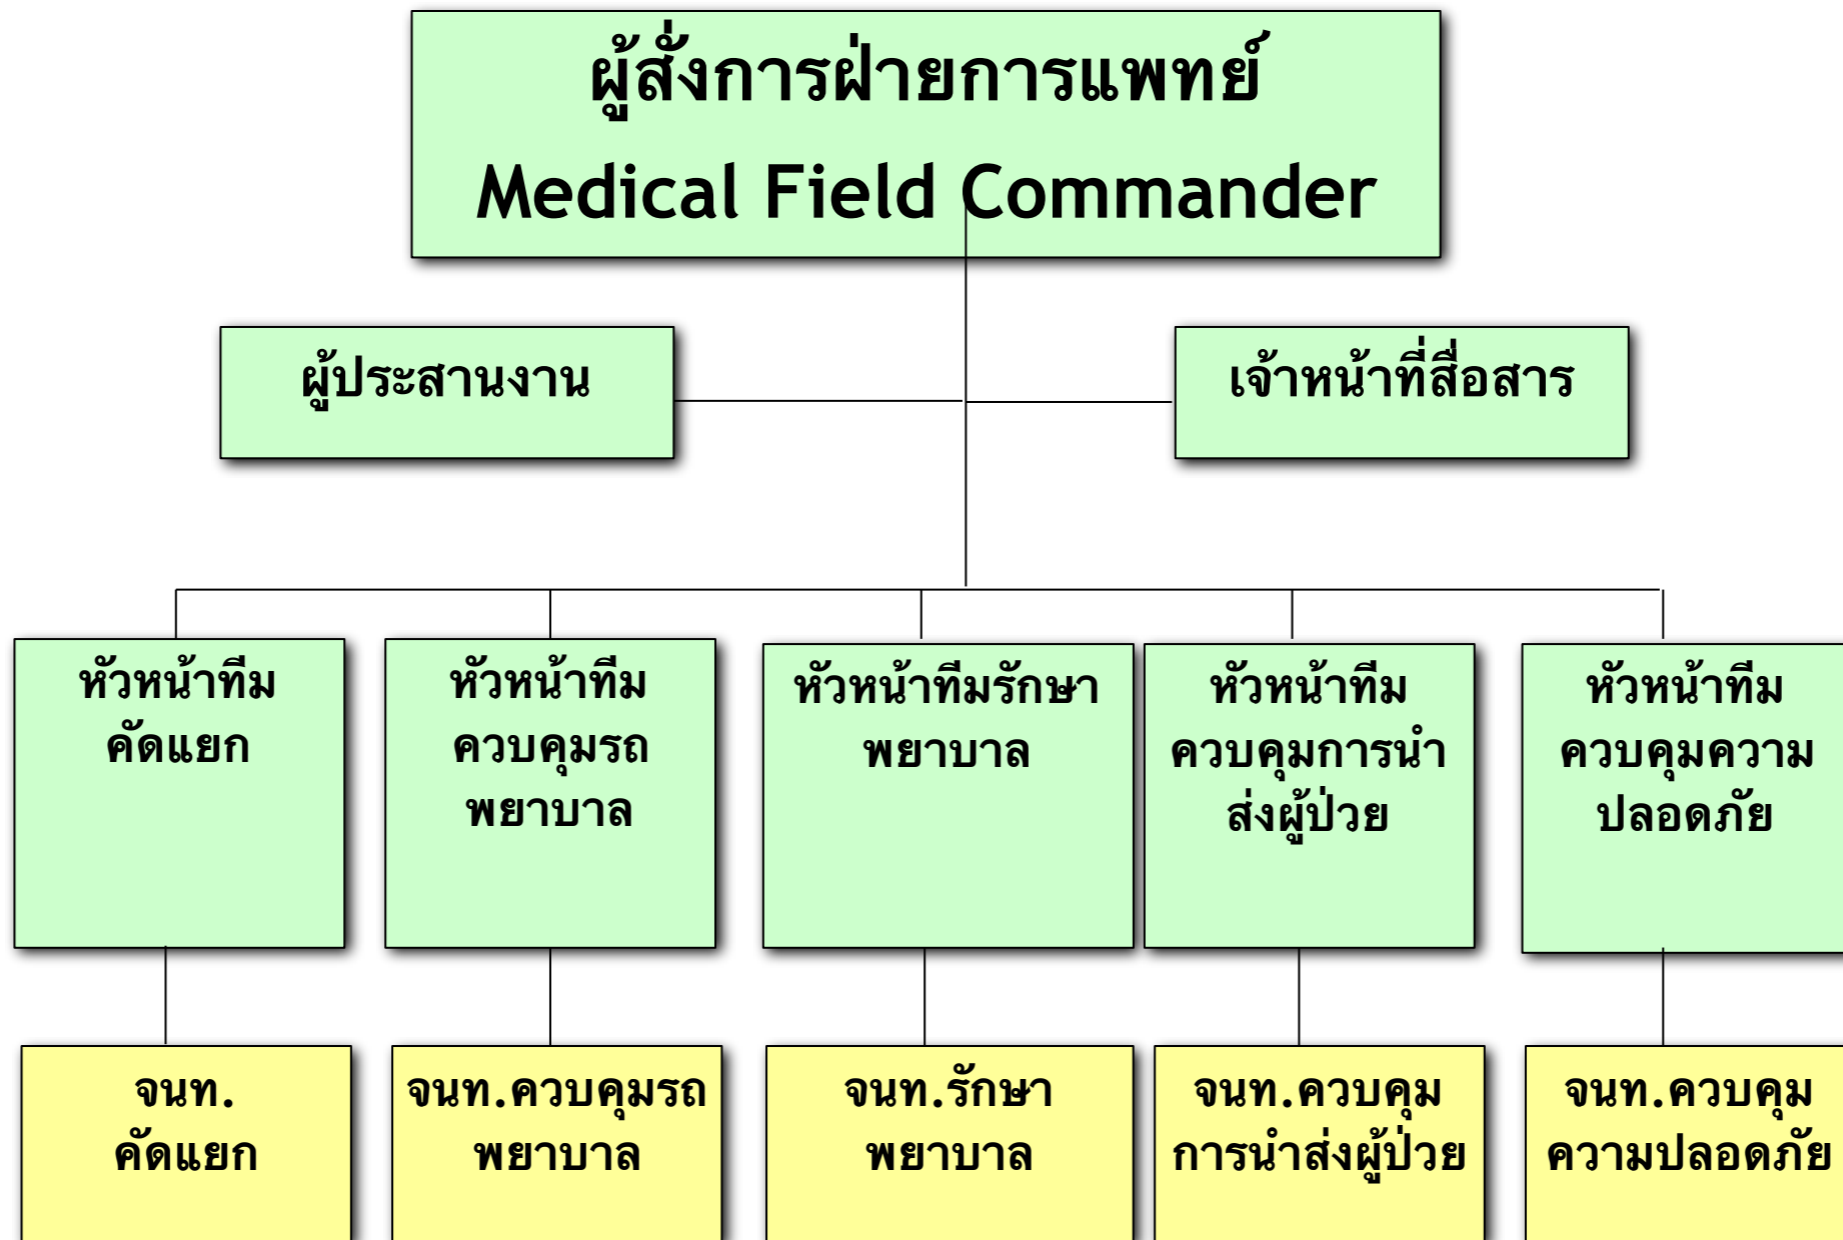 ผู้สั่งการฝ่ายการแพทย์
Medical Field Commander
ผู้ประสานงาน
เจ้าหน้าที่สื่อสาร
หัวหน้าทีม
คัดแยก
หัวหน้าทีม
ควบคุมรถ
พยาบาล
หัวหน้าทีมรักษา
พยาบาล
หัวหน้าทีม
ควบคุมการนำ
ส่งผู้ป่วย
หัวหน้าทีม
ควบคุมความ
ปลอดภัย
จนท.
คัดแยก
จนท.ควบคุมรถ
พยาบาล
จนท.รักษา
พยาบาล
จนท.ควบคุม
การนำส่งผู้ป่วย
จนท.ควบคุม
ความปลอดภัย